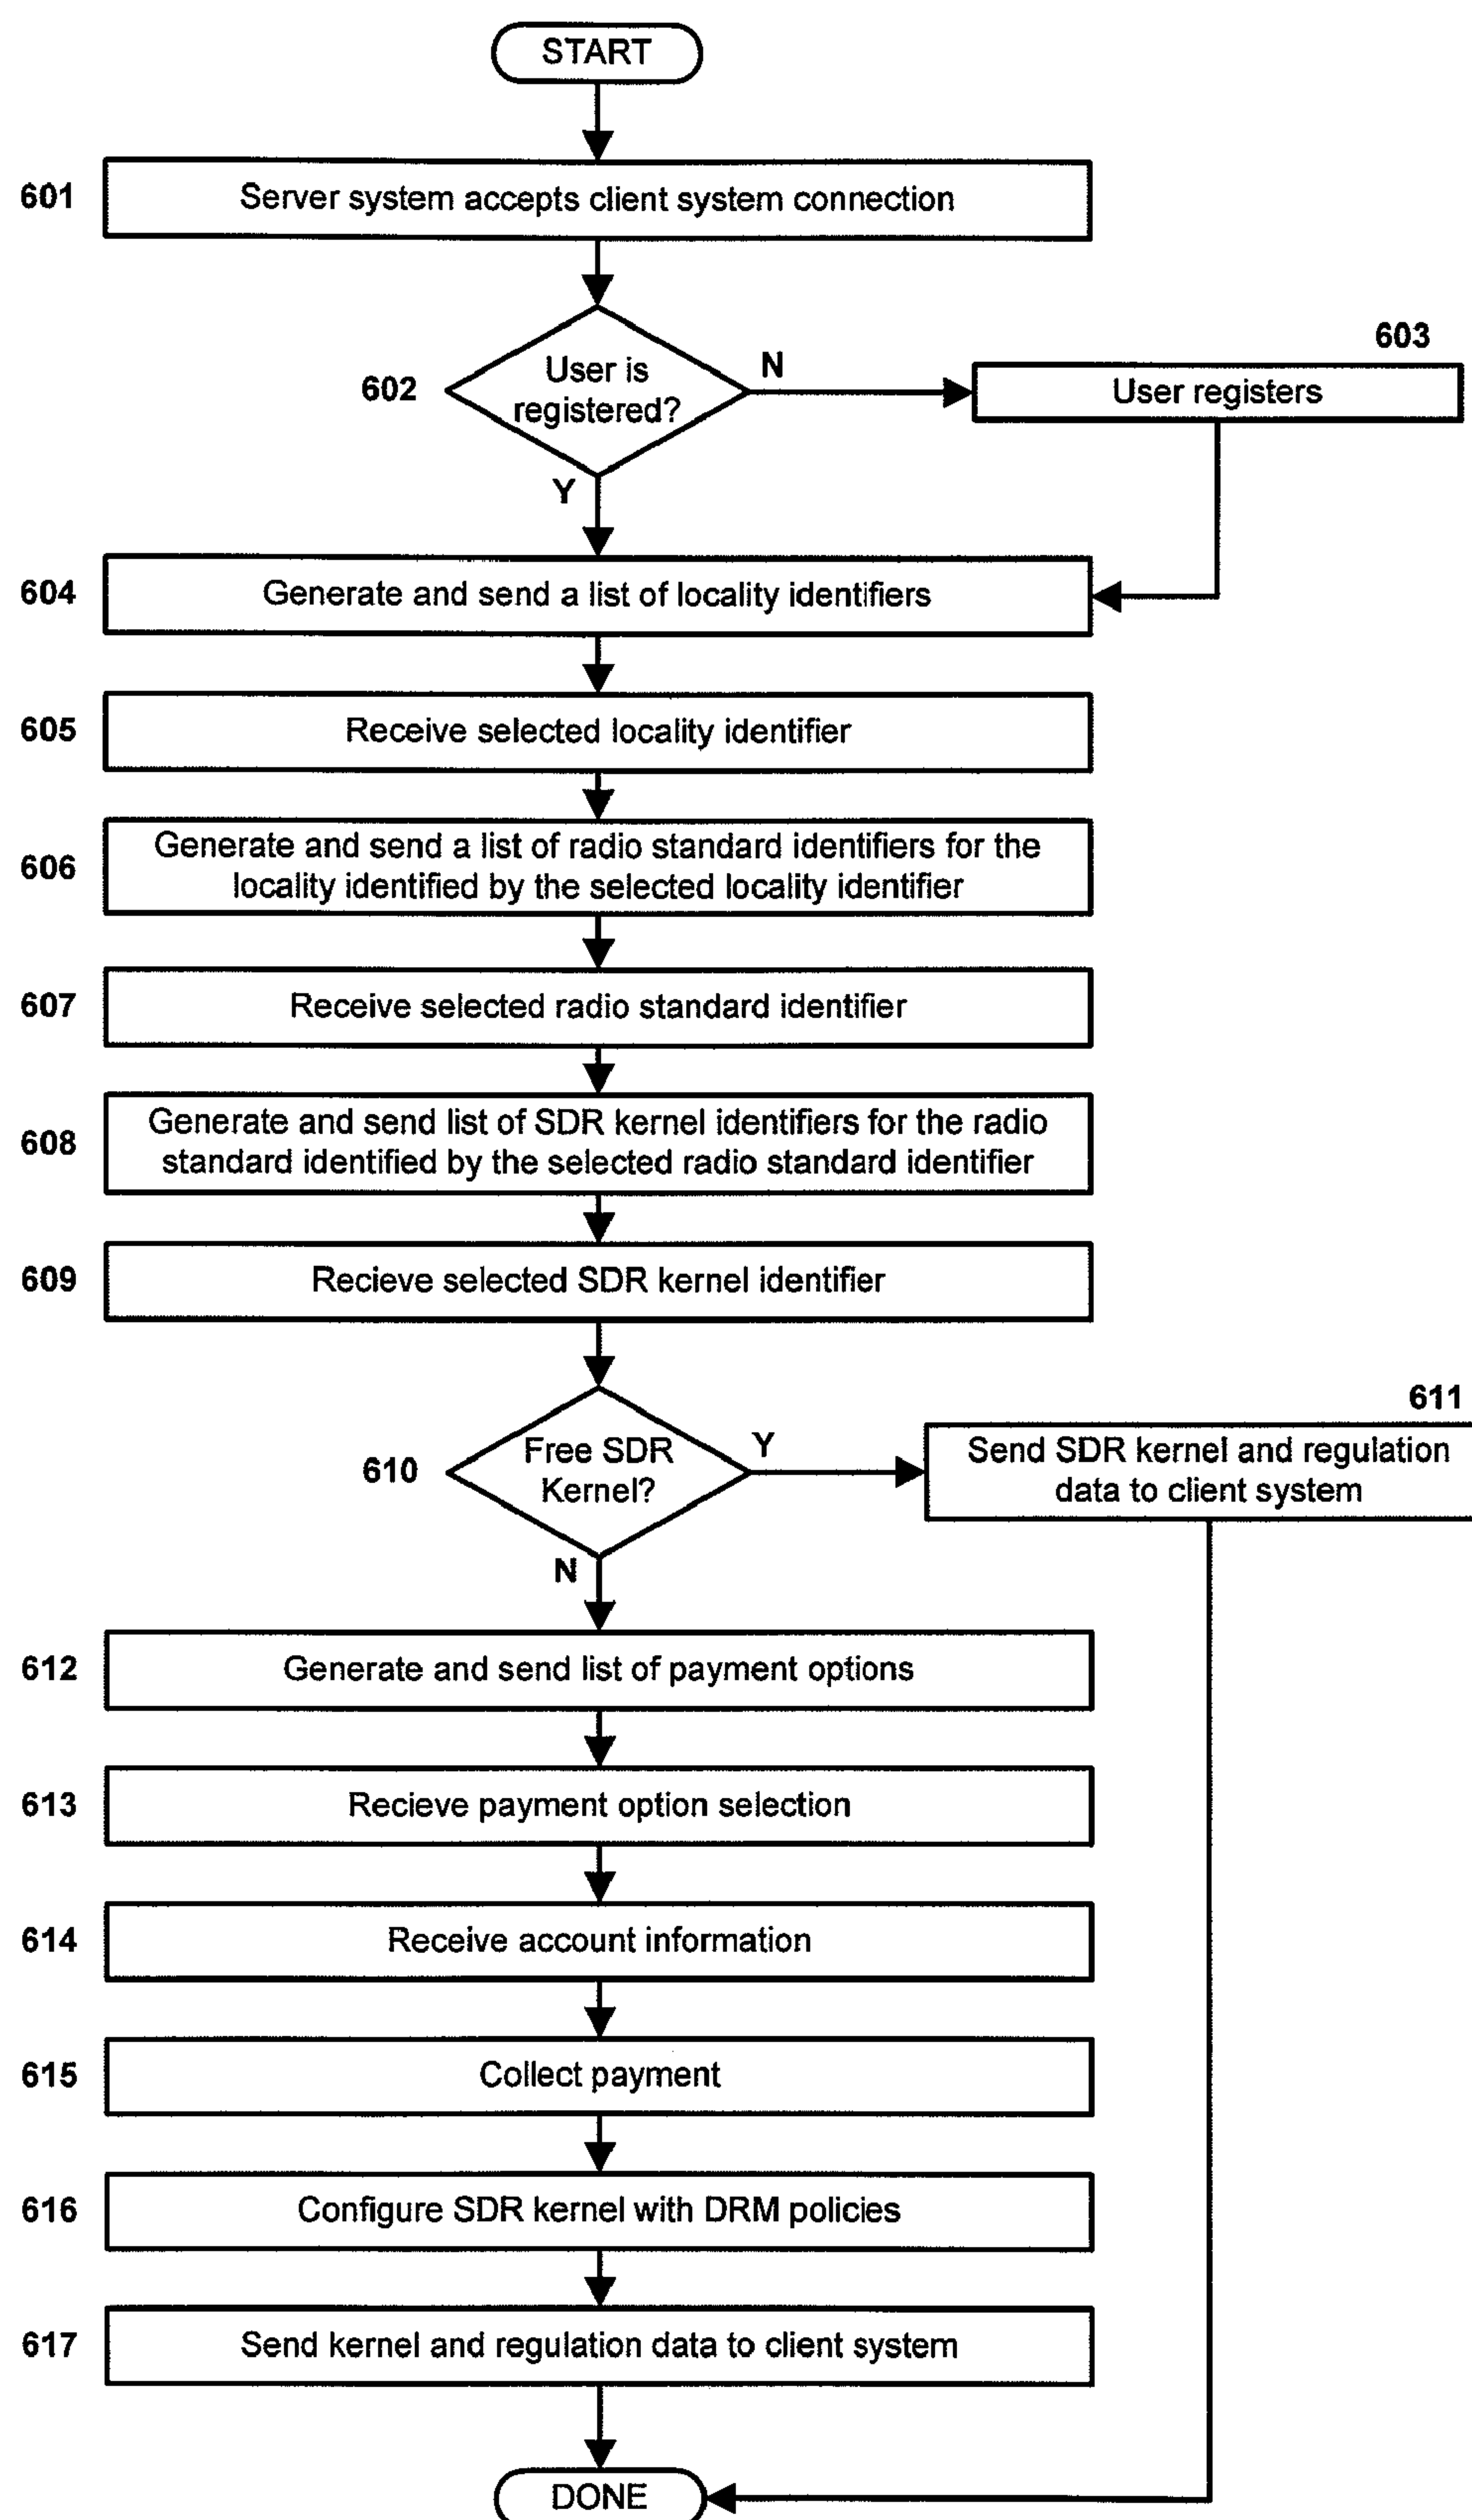 START
601
Server system accepts client system connection
602
User is
registered?
N
603
User registers
Y
604
Generate and send a list of locality identifiers
605
Receive selected locality identifier
606
Generate and send a list of radio standard identifiers for the
locality identified by the selected locality identifier
607
Receive selected radio standard identifier
608
Generate and send list of SDR kernel identifiers for the radio
standard identified by the selected radio standard identifier
609
Recieve selected SDR kernel identifier
610
Free SDR
Kernel?
Y
611
Send SDR kernel and regulation
data to client system
N
612
Generate and send list of payment options
613
Recieve payment option selection
614
Receive account information
615
Collect payment
616
Configure SDR kernel with DRM policies
617
Send kernel and regulation data to client system
DONE